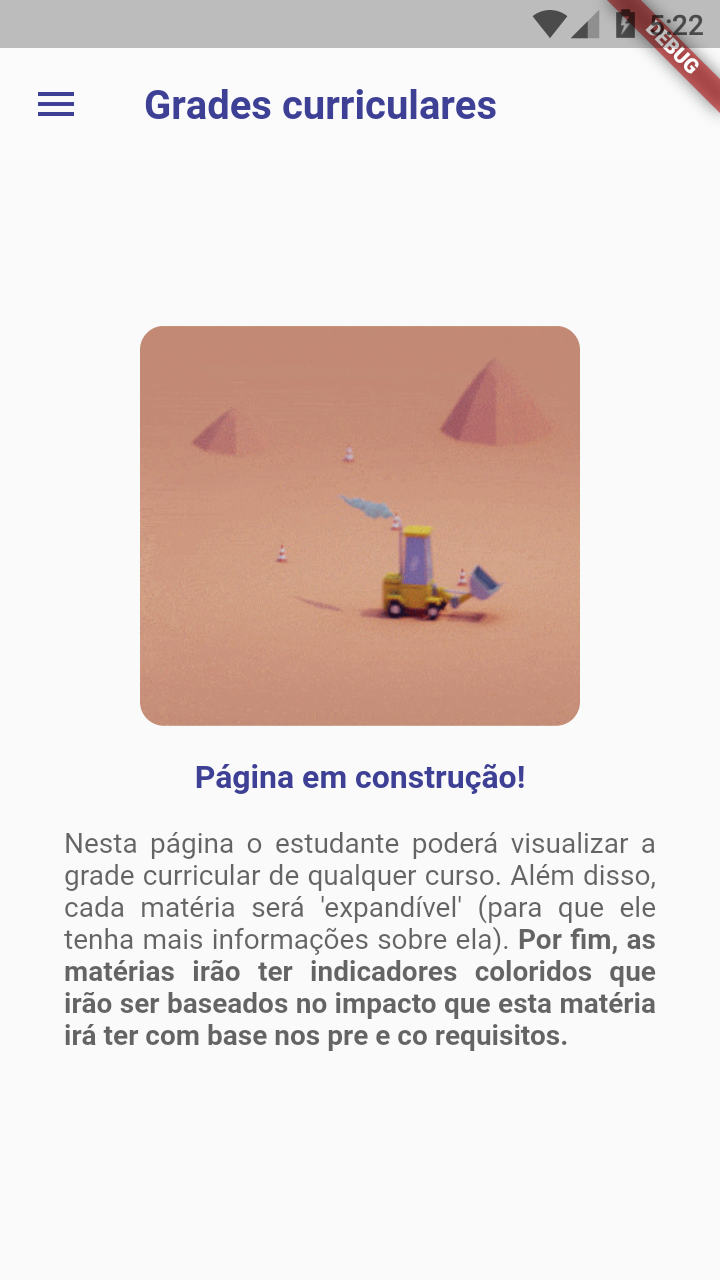 5:22
DEBUG
Grades curriculares
Página em construção!
Nesta página o estudante poderá visualizar a
grade curricular de qualquer curso. Além disso,
cada matéria será 'expandível' (para que ele
tenha mais informações sobre ela). Por fim, as
matérias irão ter indicadores coloridos que
irão ser baseados no impacto que esta matéria
irá ter com base nos pre e co requisitos.